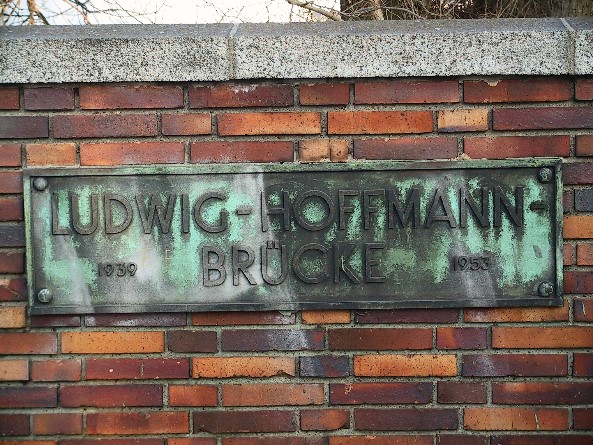 LUDWIG-HOFFMANN-
1939 BRÜCKE 1953